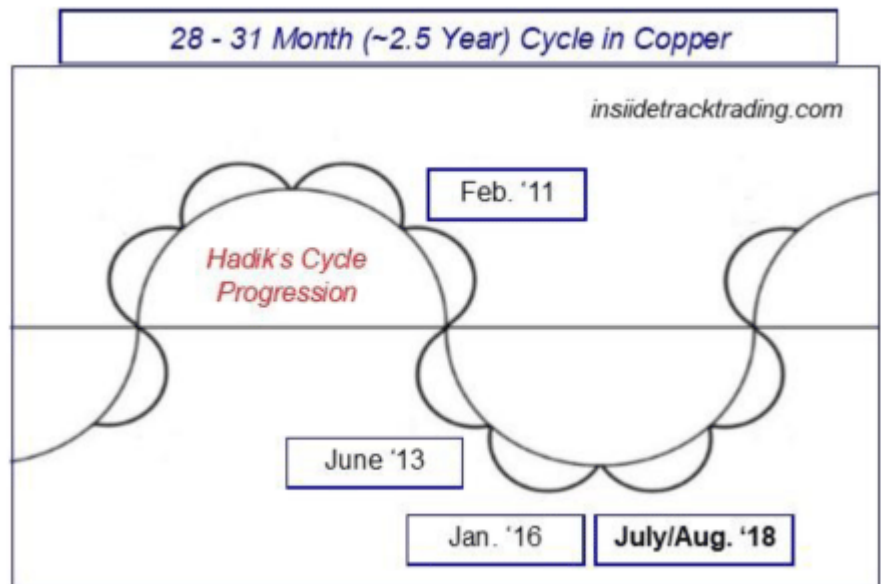 28 - 31 Month (~2.5 Year) Cycle in Copper
insiidetracktrading.com
Feb. ‘11
Hadik's Cycle
Progression
June ‘13
Jan. ‘16
July/Aug. ‘18